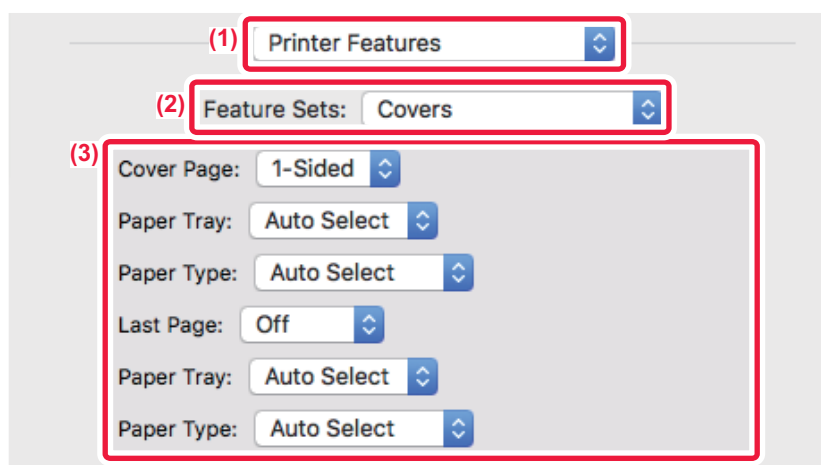 (1) Printer Features
(2) Feature Sets: Covers
(3)
Cover Page: 1-Sided
Paper Tray: Auto Select
Paper Type: Auto Select
Last Page: Off
Paper Tray: Auto Select
Paper Type: Auto Select